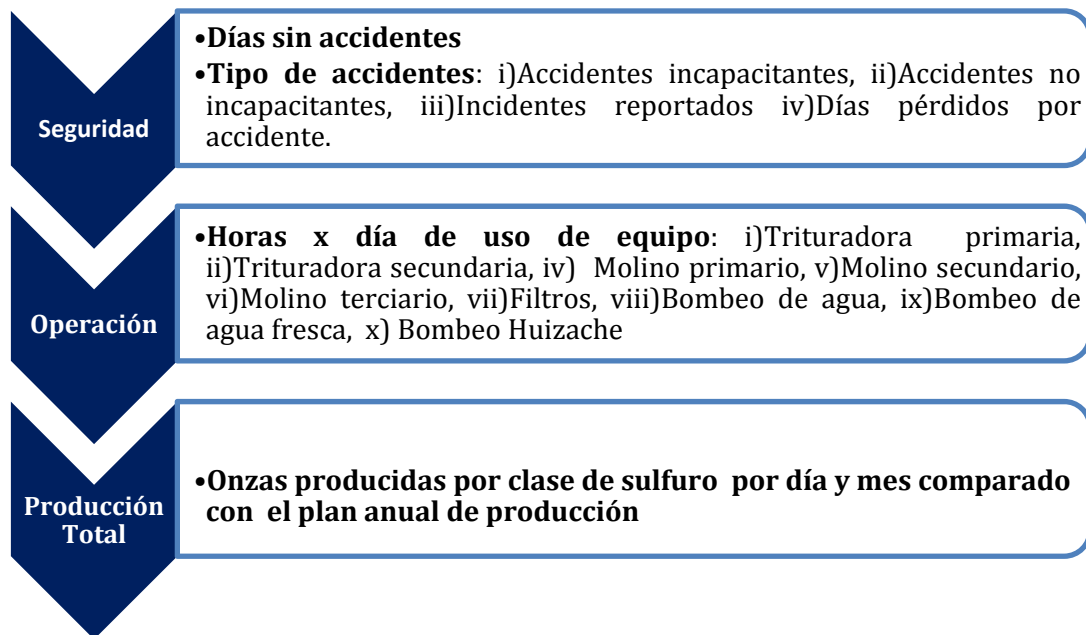 Seguridad
•Días sin accidentes
•Tipo de accidentes: i)Accidentes incapacitantes, ii)Accidentes no
incapacitantes, iii)Incidentes reportados iv)Días pérdidos por
accidente.
Operación
•Horas x día de uso de equipo: i)Trituradora primaria,
ii)Trituradora secundaria, iv) Molino primario, v)Molino secundario,
vi)Molino terciario, vii)Filtros, viii)Bombeo de agua, ix)Bombeo de
agua fresca, x) Bombeo Huizache
Producción
Total
•Onzas producidas por clase de sulfuro por día y mes comparado
con el plan anual de producción